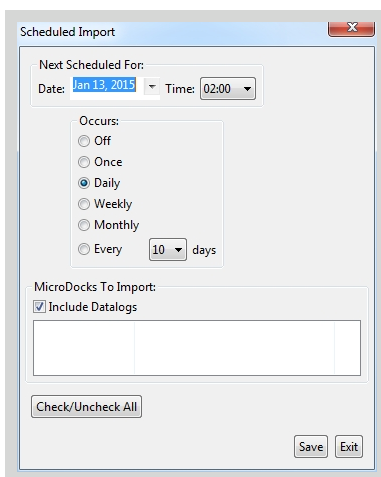 Scheduled Import
Next Scheduled For:
Date: Jan 13, 2015 Time: 02:00
Occurs:
Off
Once
Daily
Weekly
Monthly
Every 10 days
MicroDocks To Import:
Include Datalogs
Check/Uncheck All
Save Exit